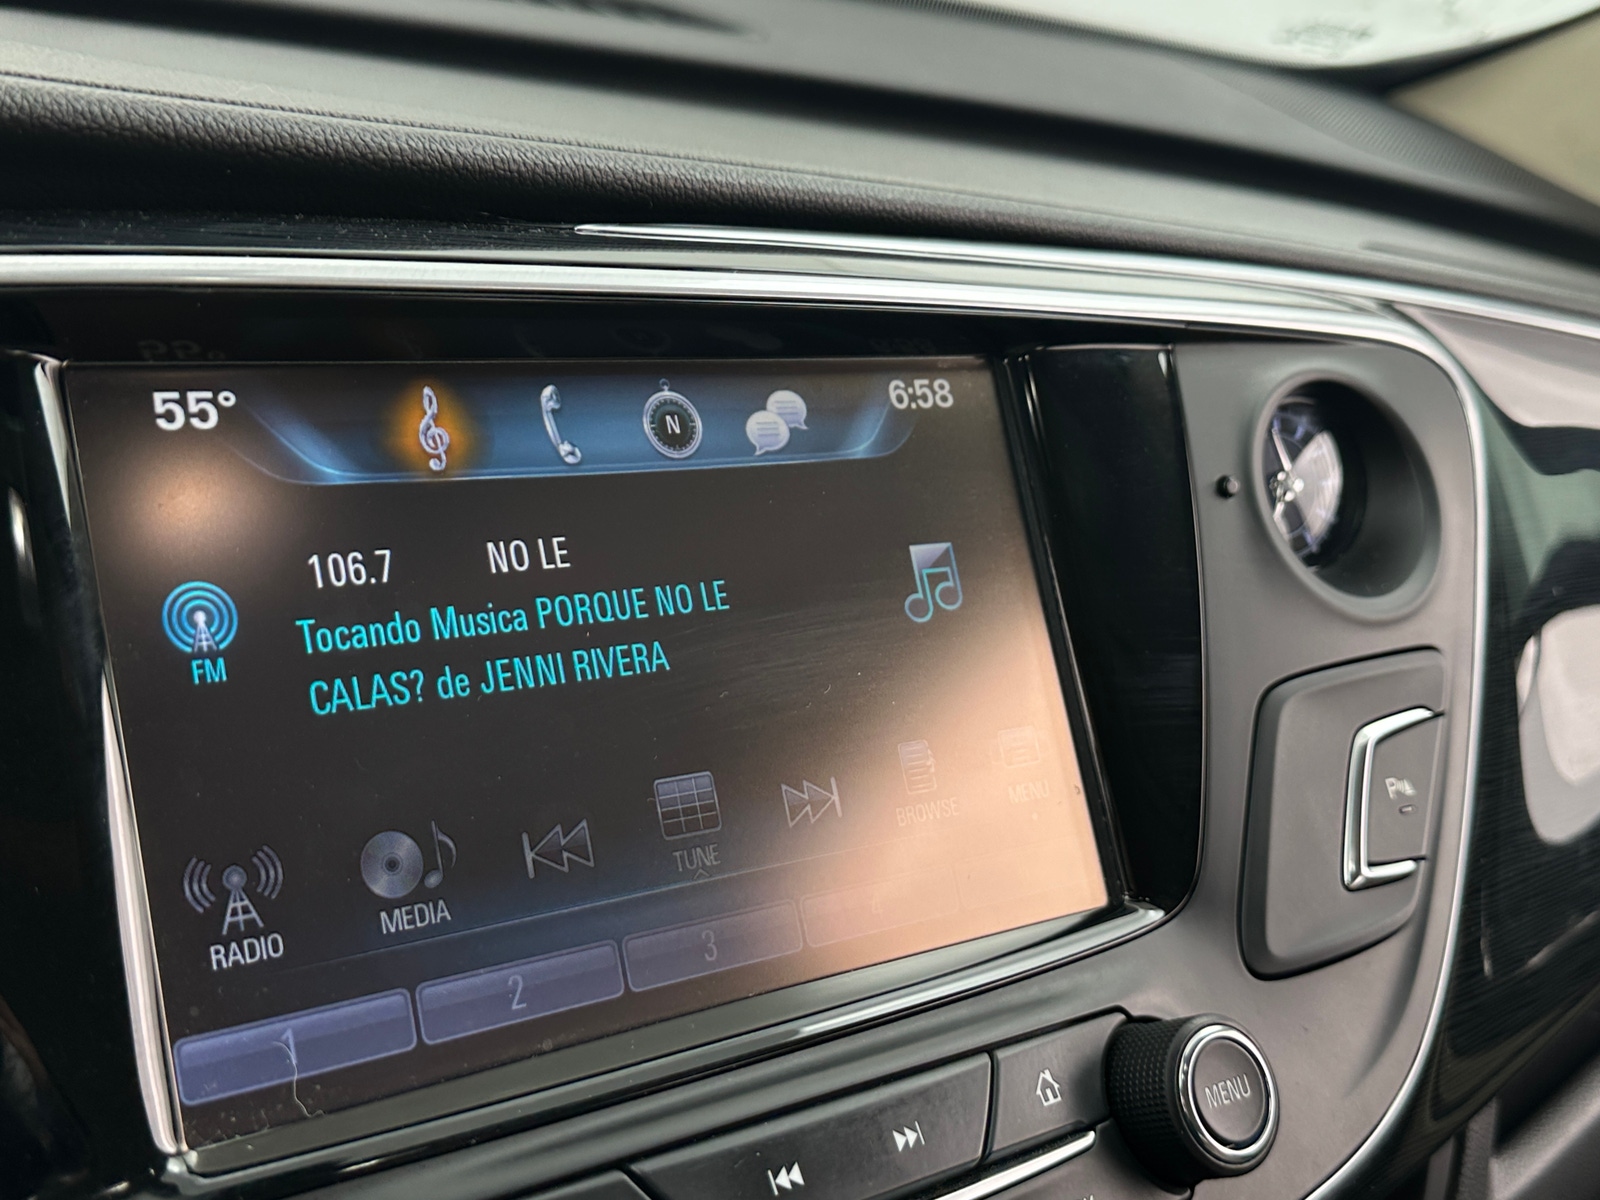 55°
N
6:58
106.7 NO LE
Tocando Musica PORQUE NO LE
CALAS? de JENNI RIVERA
FM
RADIO
MEDIA
TUNE
BROWSE
MENU
1
2
3
4
MENU